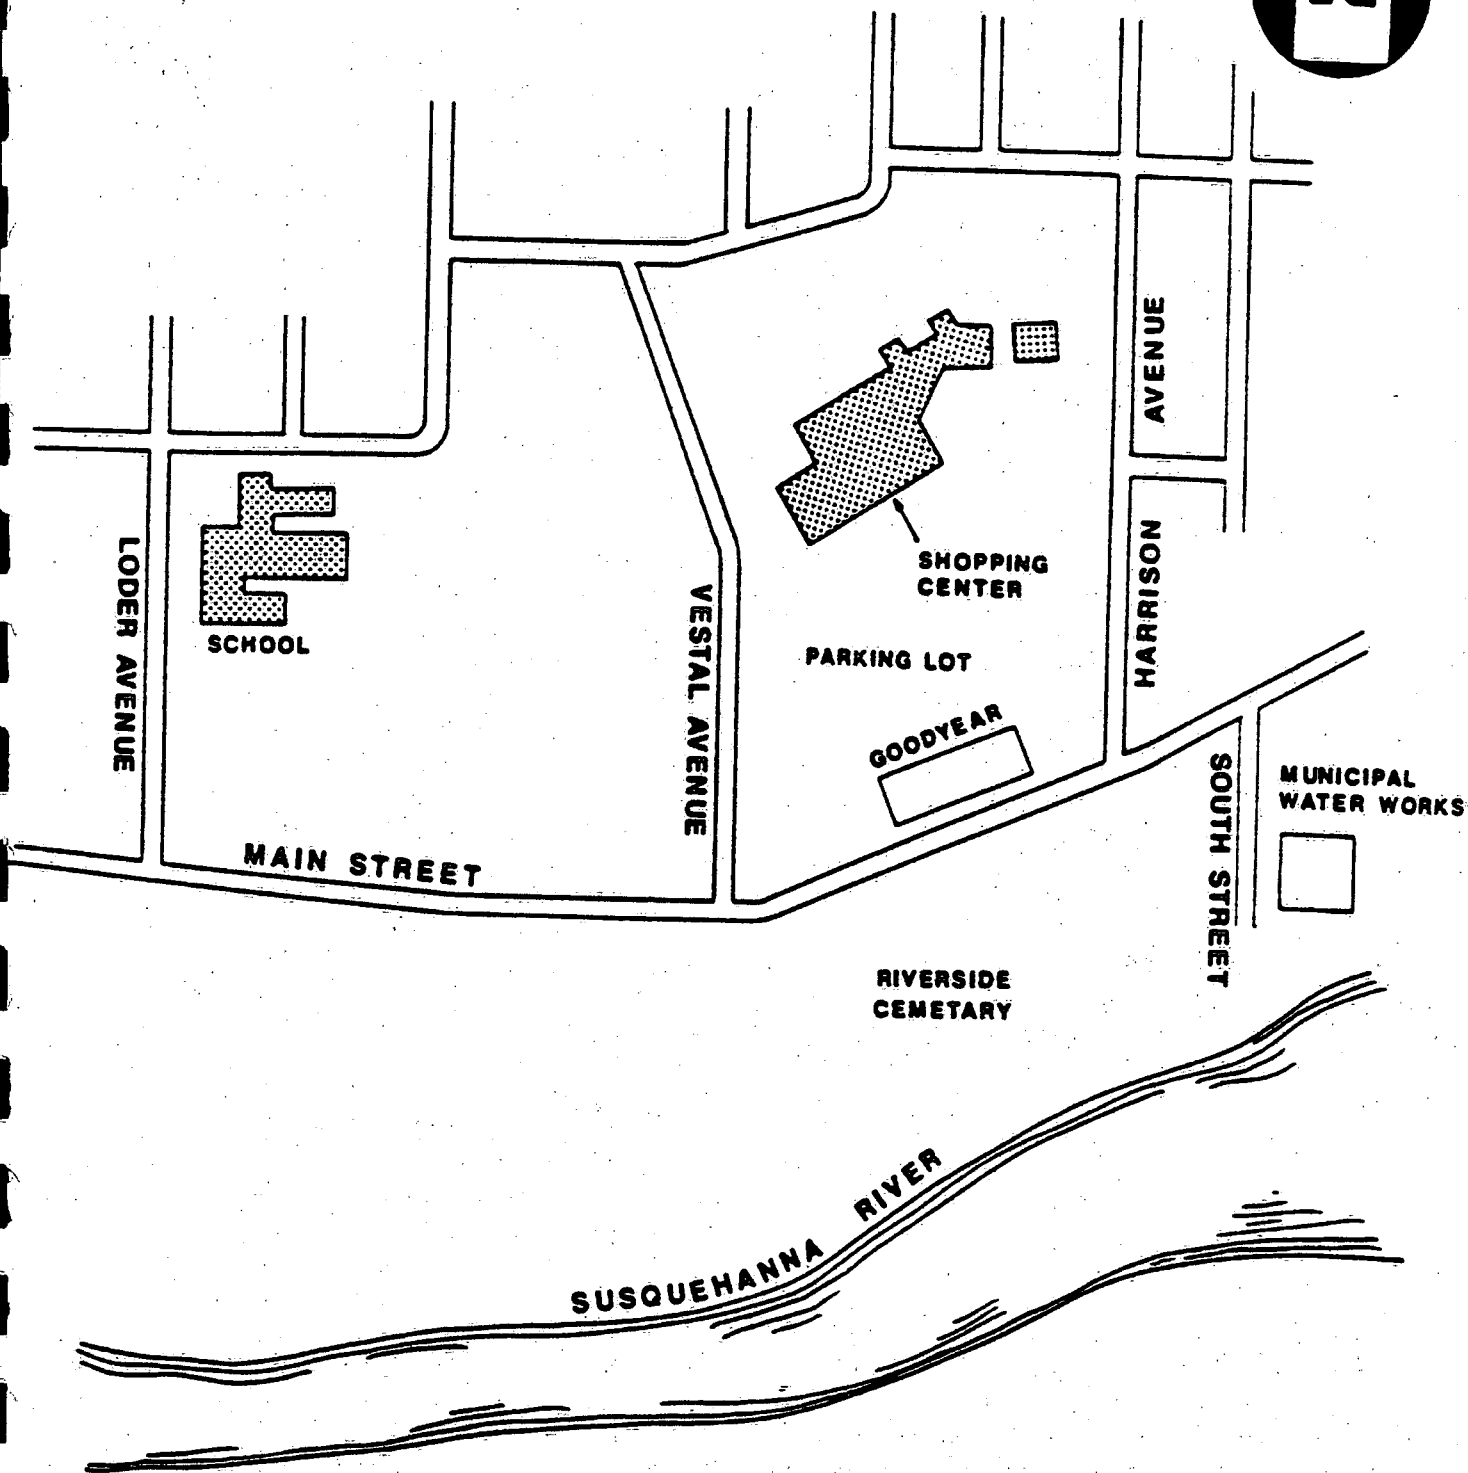 AVENUE
HARRISON
SHOPPING
CENTER
LODER AVENUE
SCHOOL
VESTAL AVENUE
PARKING LOT
GOODYEAR
SOUTH STREET
MUNICIPAL
WATER WORKS
MAIN STREET
RIVERSIDE
CEMETARY
SUSQUEHANNA RIVER